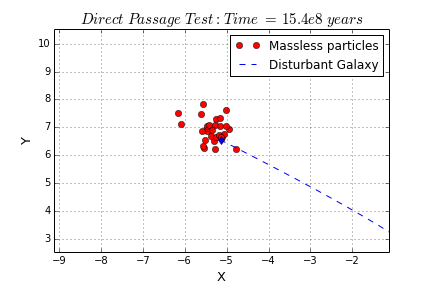 Direct Passage Test: Time = 15.4e8 years
Massless particles
Disturbant Galaxy
10
9
8
7
6
5
4
3
Y
−9 −8 −7 −6 −5 −4 −3 −2
X